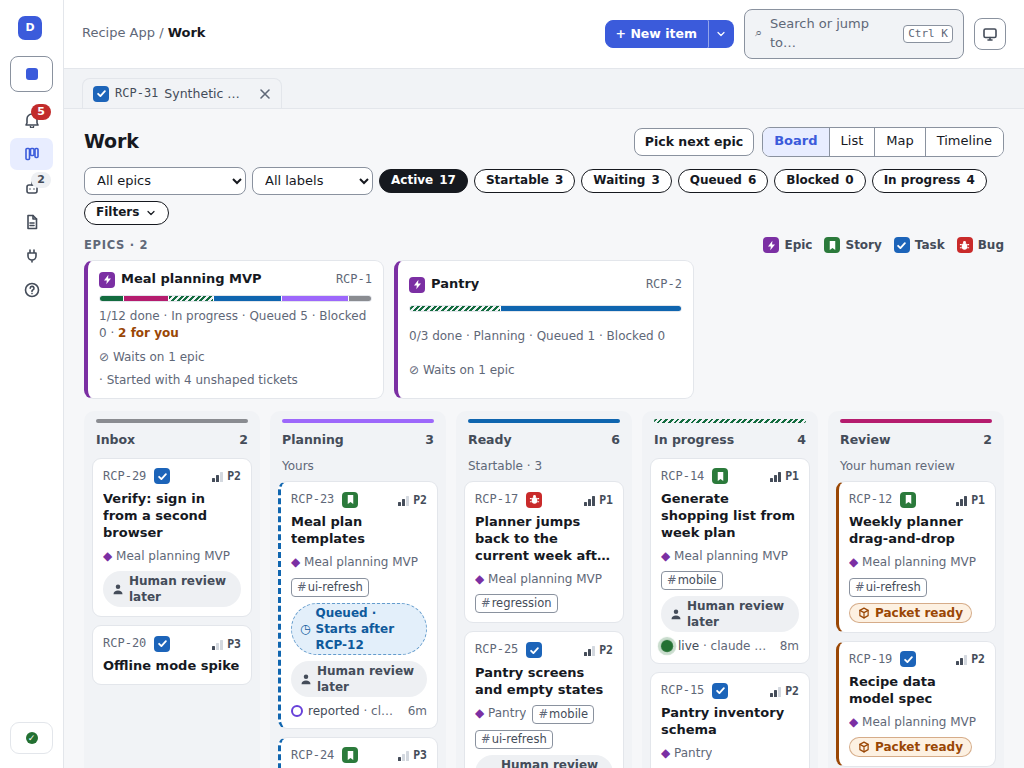 D
Recipe App / Work
+ New item
Search or jump to…
Ctrl K
5
2
RCP-31 Synthetic …
Work
Pick next epic
Board
List
Map
Timeline
All epics
All labels
Active 17
Startable 3
Waiting 3
Queued 6
Blocked 0
In progress 4
Filters
EPICS · 2
Epic
Story
Task
Bug
Meal planning MVP
RCP-1
1/12 done · In progress · Queued 5 · Blocked
0 · 2 for you
Waits on 1 epic
· Started with 4 unshaped tickets
Pantry
RCP-2
0/3 done · Planning · Queued 1 · Blocked 0
Waits on 1 epic
Inbox
2
RCP-29
P2
Verify: sign in
from a second
browser
Meal planning MVP
Human review
later
RCP-20
P3
Offline mode spike
Planning
3
Yours
RCP-23
P2
Meal plan
templates
Meal planning MVP
#ui-refresh
Queued ·
Starts after
RCP-12
Human review
later
reported · cl…
6m
RCP-24
P3
Ready
6
Startable · 3
RCP-17
P1
Planner jumps
back to the
current week aft…
Meal planning MVP
#regression
RCP-25
P2
Pantry screens
and empty states
Pantry
#mobile
#ui-refresh
Human review
In progress
4
RCP-14
P1
Generate
shopping list from
week plan
Meal planning MVP
#mobile
Human review
later
live · claude …
8m
RCP-15
P2
Pantry inventory
schema
Pantry
Review
2
Your human review
RCP-12
P1
Weekly planner
drag-and-drop
Meal planning MVP
#ui-refresh
Packet ready
RCP-19
P2
Recipe data
model spec
Meal planning MVP
Packet ready